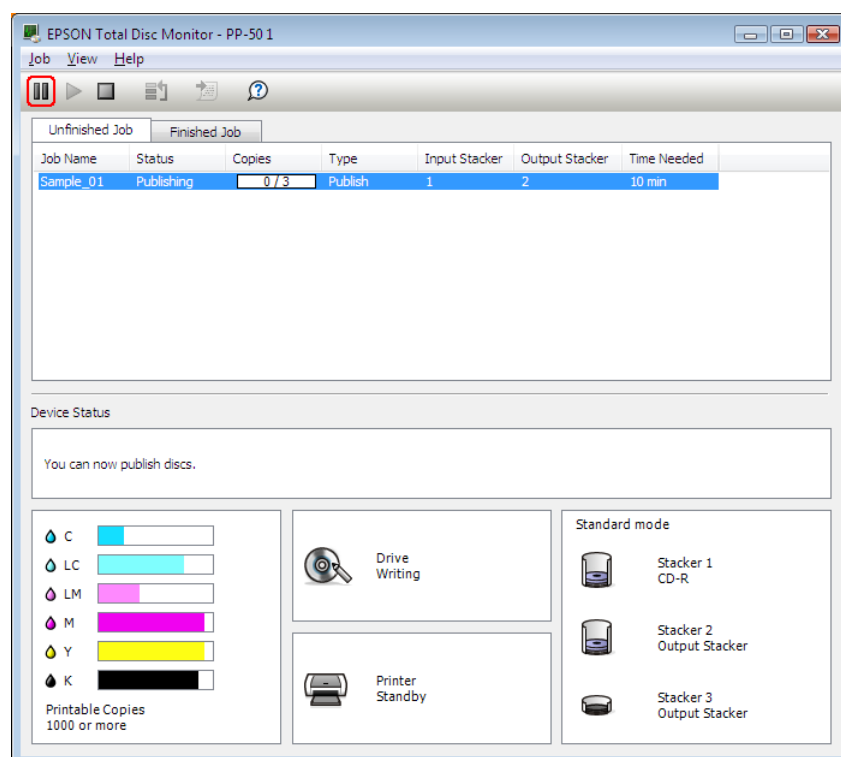 EPSON Total Disc Monitor - PP-50 1
Job View Help
Unfinished Job Finished Job
Job Name Status Copies Type Input Stacker Output Stacker Time Needed
Sample_01 Publishing 0 / 3 Publish 1 2 10 min
Device Status
You can now publish discs.
C
LC
LM
M
Y
K
Printable Copies
1000 or more
Drive
Writing
Printer
Standby
Standard mode
Stacker 1
CD-R
Stacker 2
Output Stacker
Stacker 3
Output Stacker